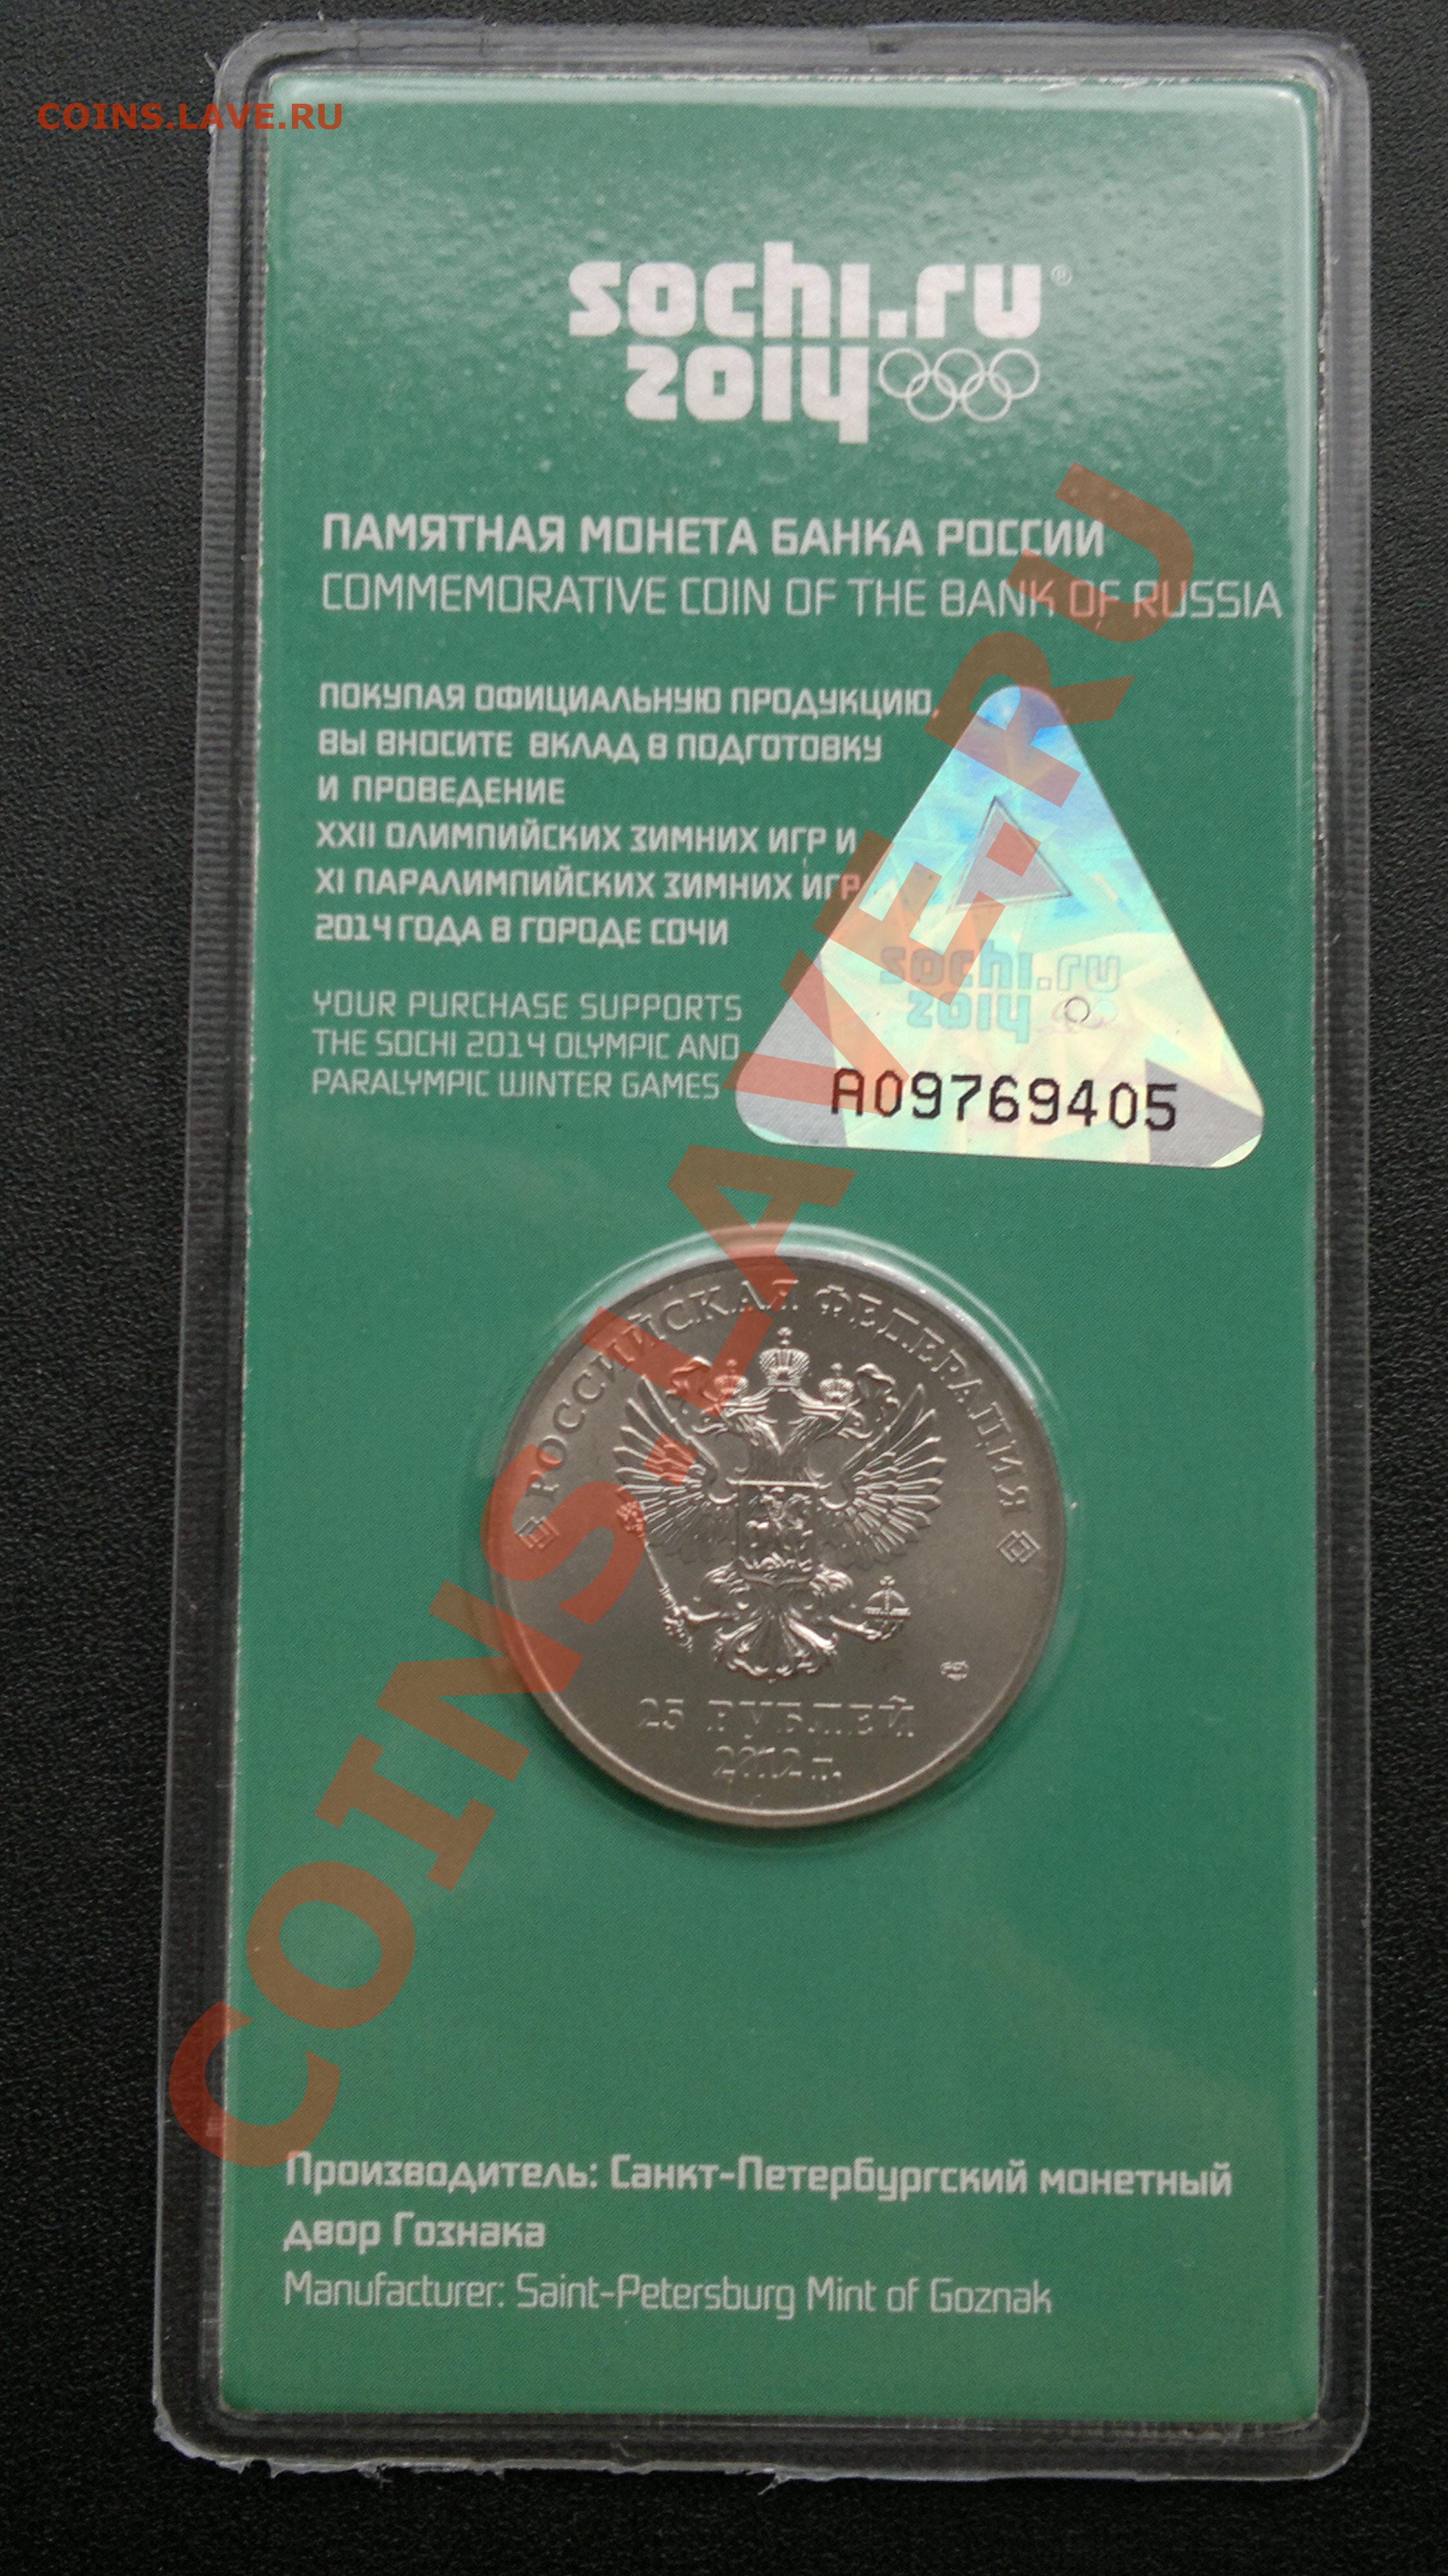 COINS.LAVE.RU
sochi.ru®
2014
ПАМЯТНАЯ МОНЕТА БАНКА РОССИИ
COMMEMORATIVE COIN OF THE BANK OF RUSSIA
ПОКУПАЯ ОФИЦИАЛЬНУЮ ПРОДУКЦИЮ,
ВЫ ВНОСИТЕ ВКЛАД В ПОДГОТОВКУ
И ПРОВЕДЕНИЕ
XXII ОЛИМПИЙСКИХ ЗИМНИХ ИГР И
XI ПАРАЛИМПИЙСКИХ ЗИМНИХ ИГР
2014 ГОДА В ГОРОДЕ СОЧИ
YOUR PURCHASE SUPPORTS
THE SOCHI 2014 OLYMPIC AND
PARALYMPIC WINTER GAMES
sochi.ru
2014
A09769405
РОССИЙСКАЯ ФЕДЕРАЦИЯ
25 РУБЛЕЙ
2012 г.
Производитель: Санкт-Петербургский монетный
двор Гознака
Manufacturer: Saint-Petersburg Mint of Goznak
COINS.LAVE.RU